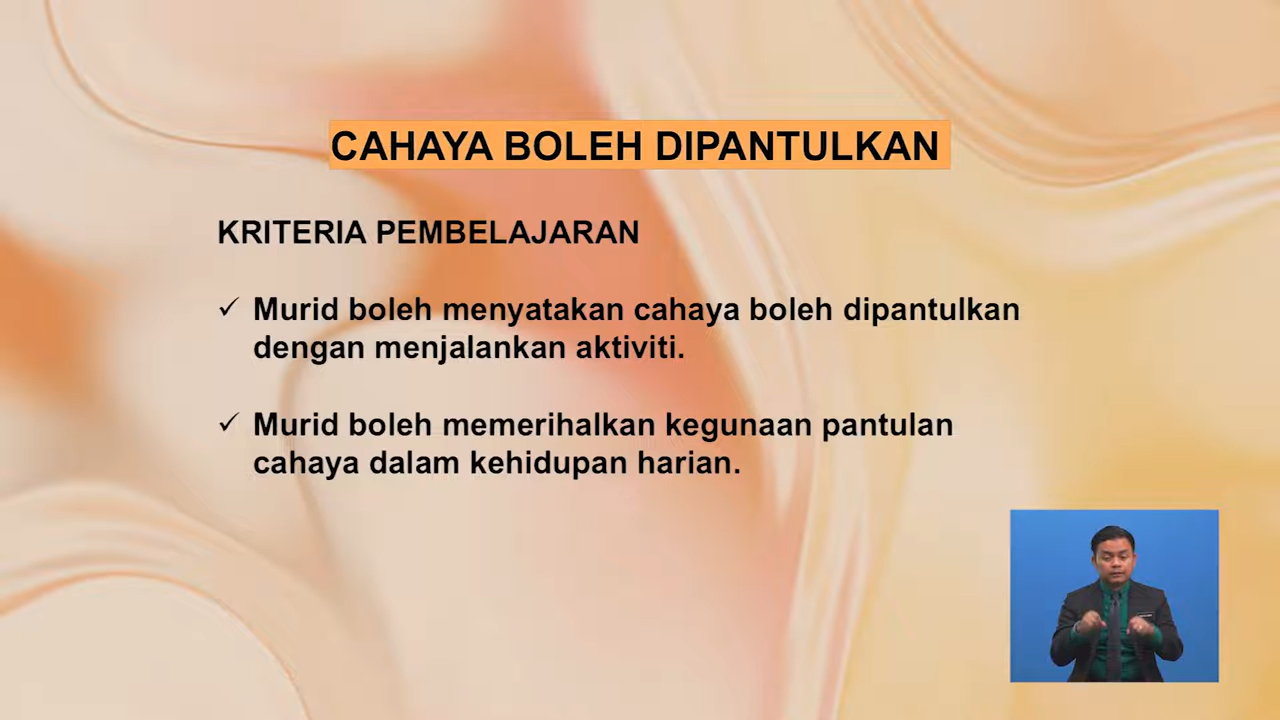 CAHAYA BOLEH DIPANTULKAN
KRITERIA PEMBELAJARAN
✓ Murid boleh menyatakan cahaya boleh dipantulkan
dengan menjalankan aktiviti.
✓ Murid boleh memerihalkan kegunaan pantulan
cahaya dalam kehidupan harian.